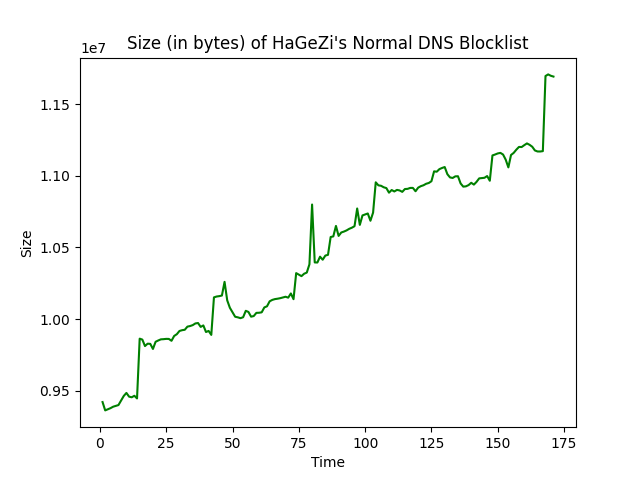 Size (in bytes) of HaGeZi's Normal DNS Blocklist
1e7
1.15
1.10
1.05
1.00
0.95
Size
0 25 50 75 100 125 150 175
Time